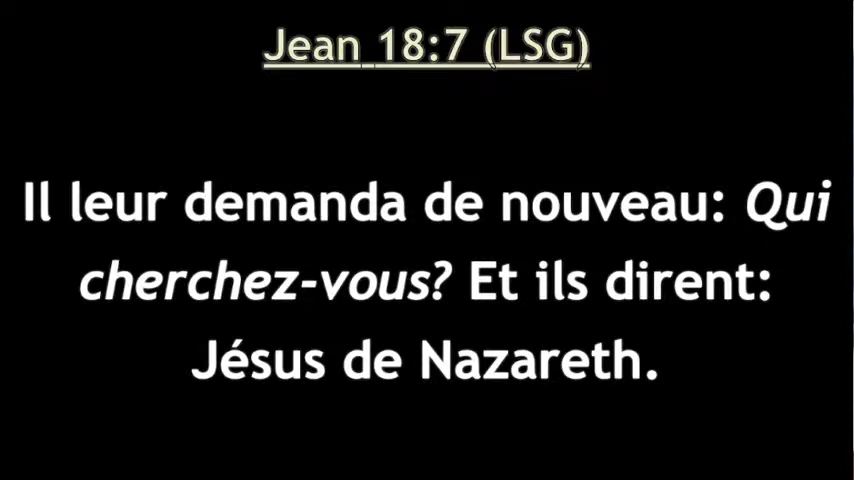 Jean 18:7 (LSG)
Il leur demanda de nouveau: Qui
cherchez-vous? Et ils dirent:
Jésus de Nazareth.